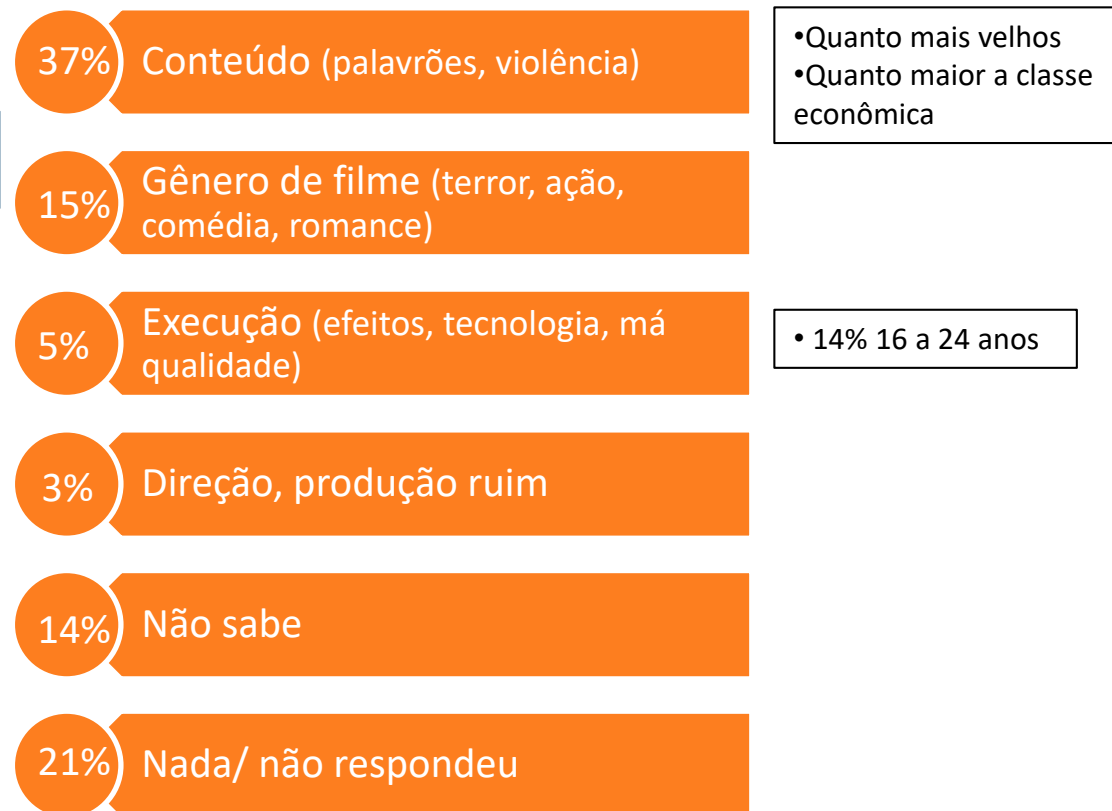 37% Conteúdo (palavrões, violência)
•Quanto mais velhos
•Quanto maior a classe
econômica
15% Gênero de filme (terror, ação,
comédia, romance)
5% Execução (efeitos, tecnologia, má
qualidade)
• 14% 16 a 24 anos
3% Direção, produção ruim
14% Não sabe
21% Nada/ não respondeu